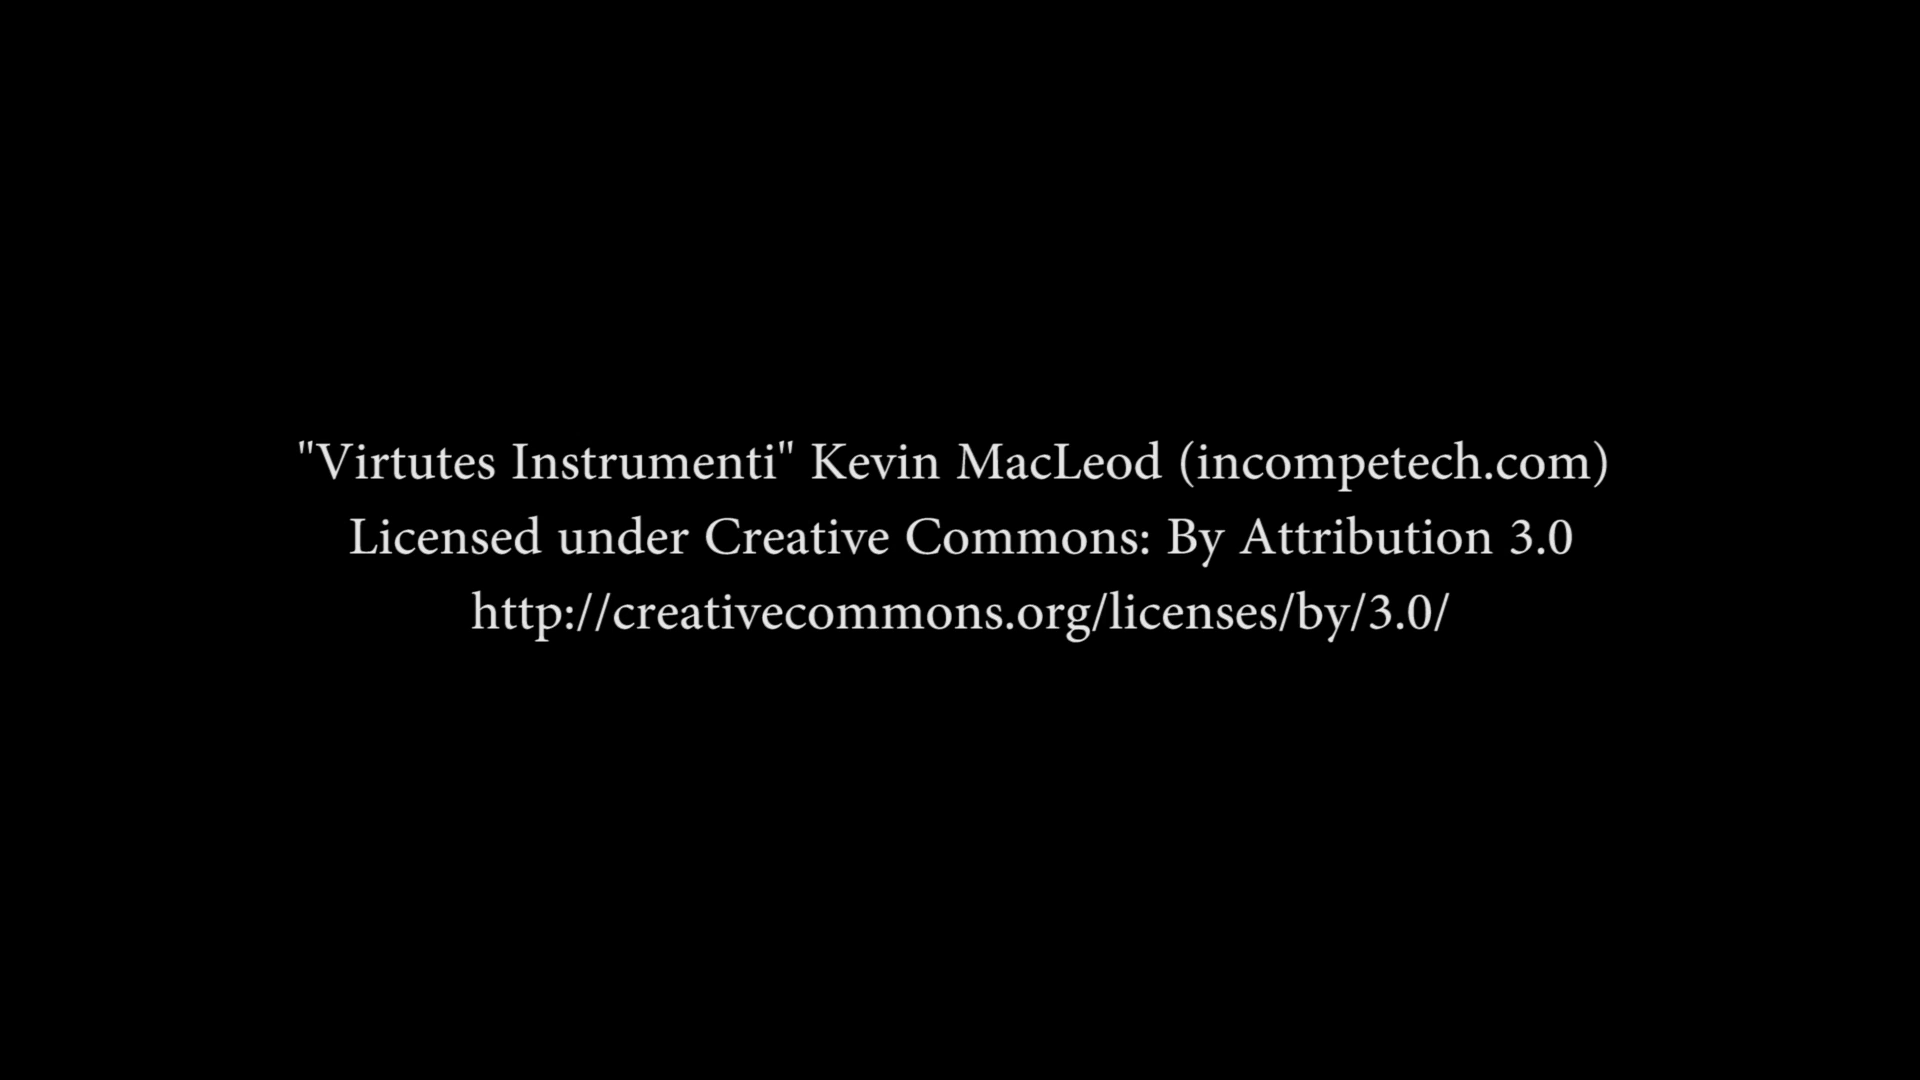 "Virtutes Instrumenti" Kevin MacLeod (incompetech.com)
Licensed under Creative Commons: By Attribution 3.0
http://creativecommons.org/licenses/by/3.0/